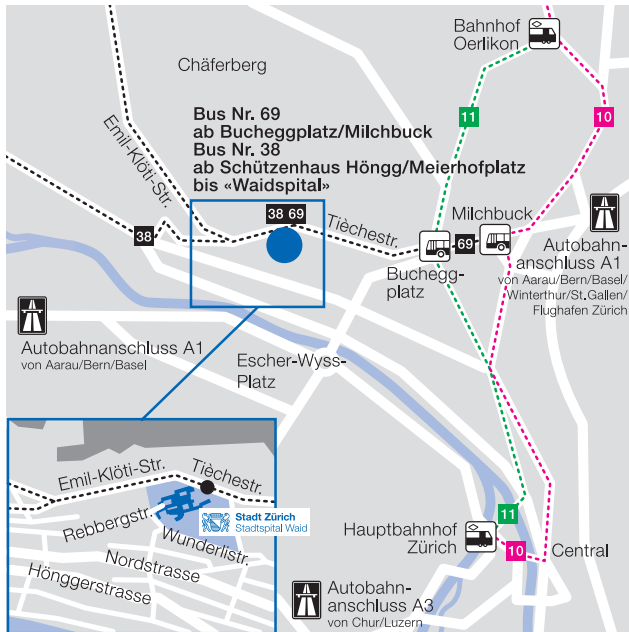 Bahnhof
Oerlikon
Chäferberg
11
10
Bus Nr. 69
ab Bucheggplatz/Milchbuck
Bus Nr. 38
ab Schützenhaus Höngg/Meierhofplatz
bis «Waidspital»
Emil-Klöti-Str.
38 69
Tièchestr.
Milchbuck
38
69
Buchegg-
platz
Autobahn-
anschluss A1
von Aarau/Bern/Basel/
Winterthur/St.Gallen/
Flughafen Zürich
Autobahnanschluss A1
von Aarau/Bern/Basel
Escher-Wyss-
Platz
Emil-Klöti-Str.
Tièchestr.
Rebbergstr.
Stadt Zürich
Stadtspital Waid
Wunderlistr.
Nordstrasse
Hönggerstrasse
11
Hauptbahnhof
Zürich
10
Central
Autobahn-
anschluss A3
von Chur/Luzern